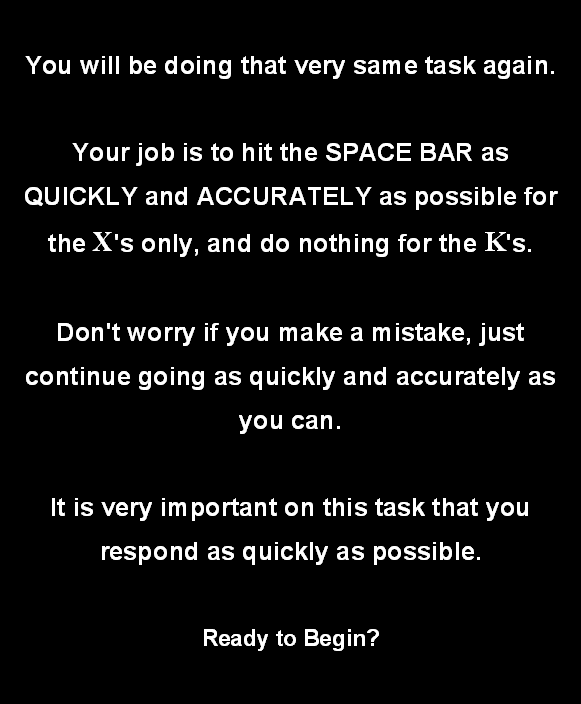 You will be doing that very same task again.
Your job is to hit the SPACE BAR as
QUICKLY and ACCURATELY as possible for
the X's only, and do nothing for the K's.
Don't worry if you make a mistake, just
continue going as quickly and accurately as
you can.
It is very important on this task that you
respond as quickly as possible.
Ready to Begin?